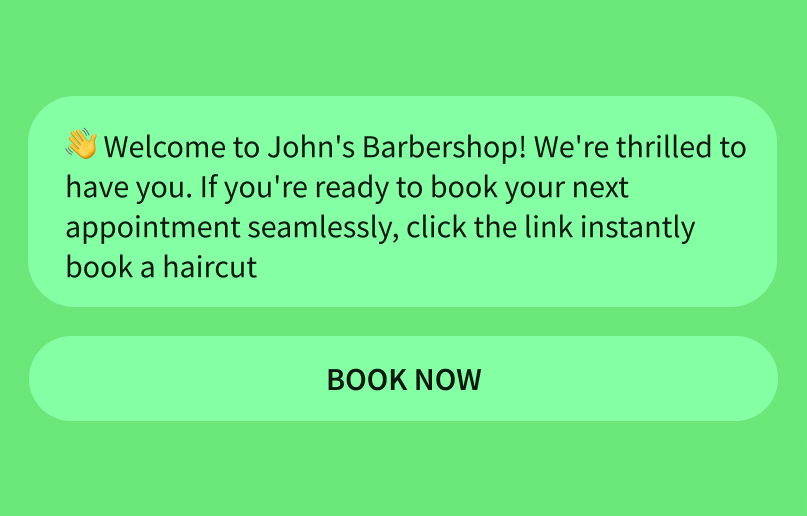 👋 Welcome to John's Barbershop! We're thrilled to
have you. If you're ready to book your next
appointment seamlessly, click the link instantly
book a haircut
BOOK NOW